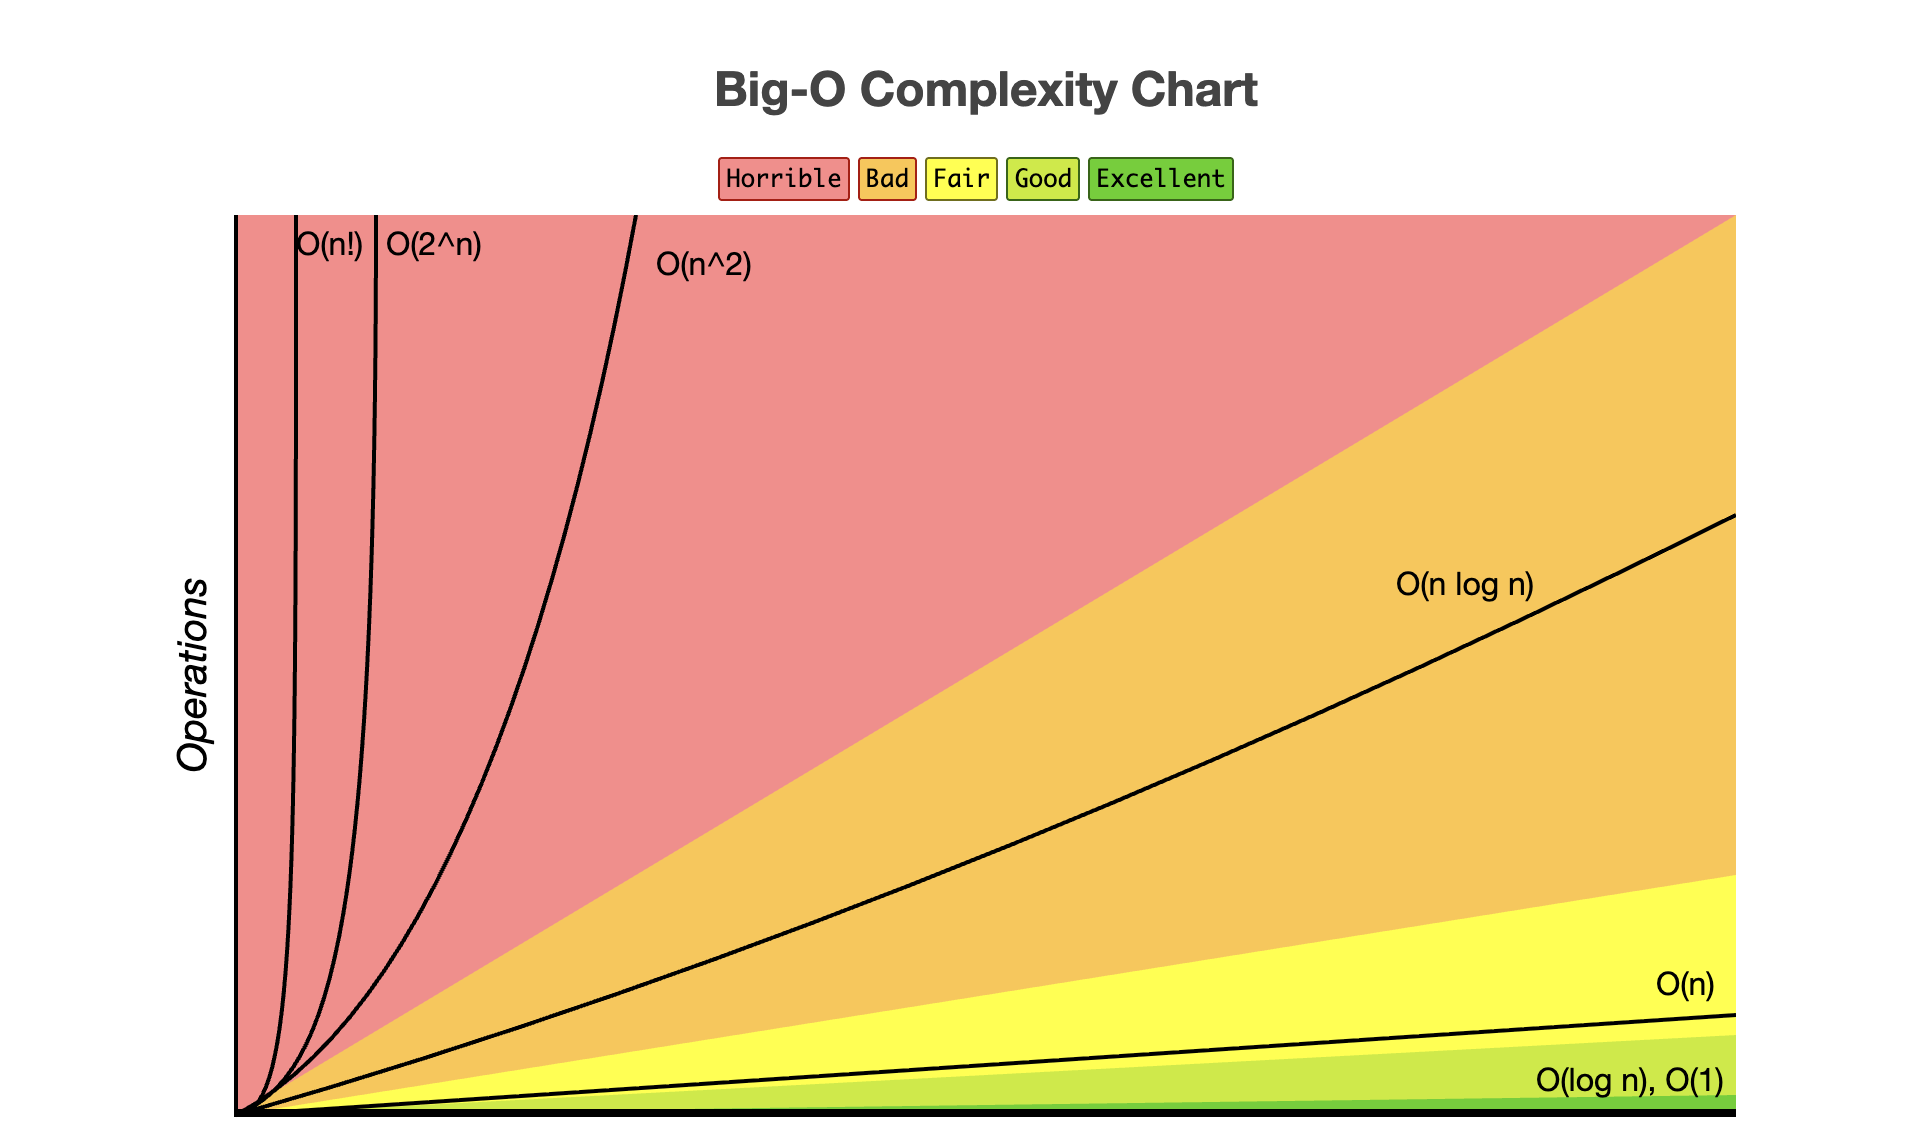 Big-O Complexity Chart
Horrible Bad Fair Good Excellent
O(n!) O(2^n)
O(n^2)
O(n log n)
Operations
O(n)
O(log n), O(1)